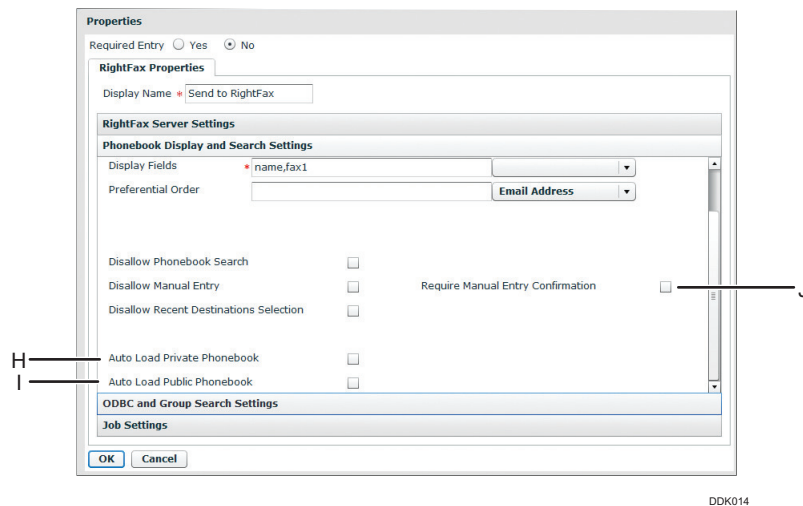 Properties
Required Entry Yes No
RightFax Properties
Display Name * Send to RightFax
RightFax Server Settings
Phonebook Display and Search Settings
Display Fields * name,fax1
Preferential Order Email Address
Disallow Phonebook Search
Disallow Manual Entry Require Manual Entry Confirmation J
Disallow Recent Destinations Selection
H Auto Load Private Phonebook
I Auto Load Public Phonebook
ODBC and Group Search Settings
Job Settings
OK Cancel
DDK014